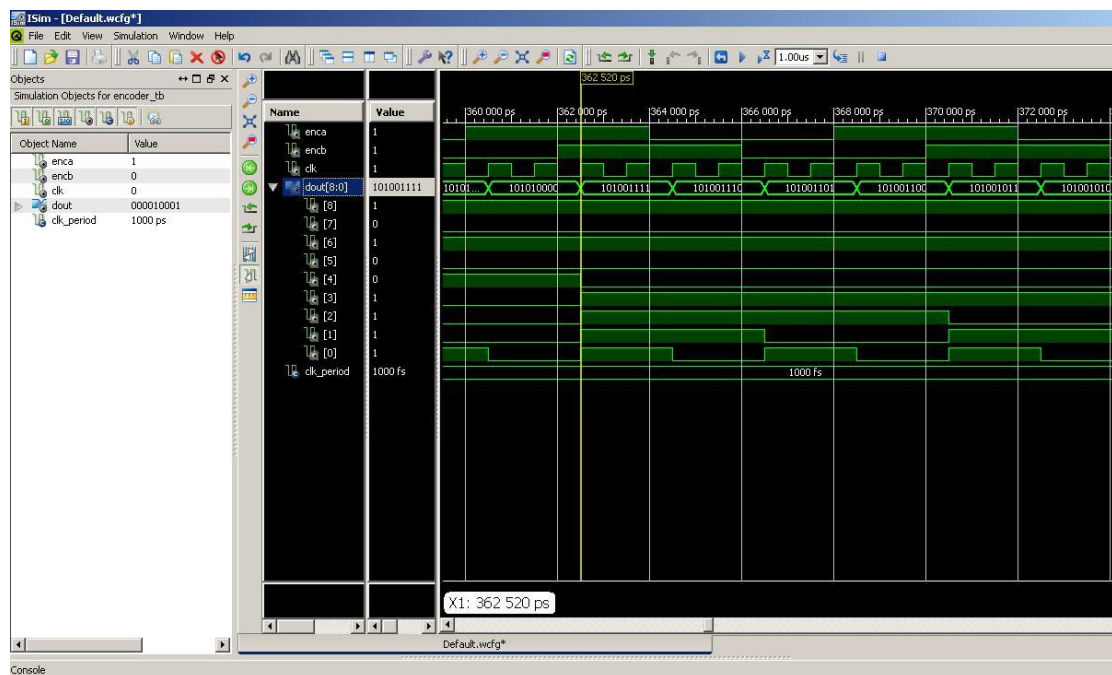 ISim - [Default.wcfg*]
File Edit View Simulation Window Help
1.00us
Objects
Simulation Objects for encoder_tb
Object Name Value
enca 1
encb 0
clk 0
dout 000010001
clk_period 1000 ps
Name Value
enca 1
encb 1
clk 1
dout[8:0] 101001111
[8] 1
[7] 0
[6] 1
[5] 0
[4] 0
[3] 1
[2] 1
[1] 1
[0] 1
clk_period 1000 fs
362 520 ps
360 000 ps 362 000 ps 364 000 ps 366 000 ps 368 000 ps 370 000 ps 372 000 ps
10101... 101010000 101001111 101001110 101001101 101001100 101001011 101001010
1000 fs
X1: 362 520 ps
Default.wcfg*
Console